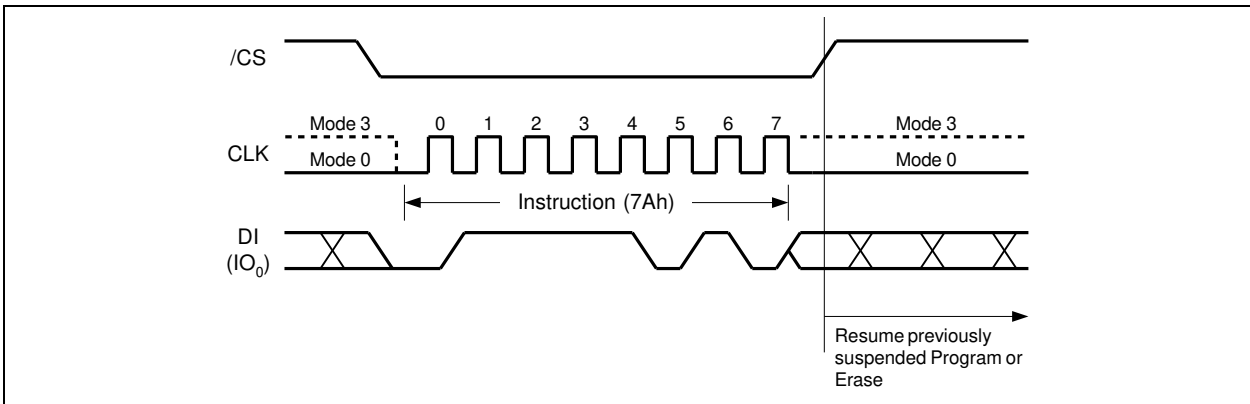 /CS
Mode 3
0 1 2 3 4 5 6 7
Mode 3
CLK
Mode 0
Mode 0
Instruction (7Ah)
DI
(IO0)
Resume previously
suspended Program or
Erase